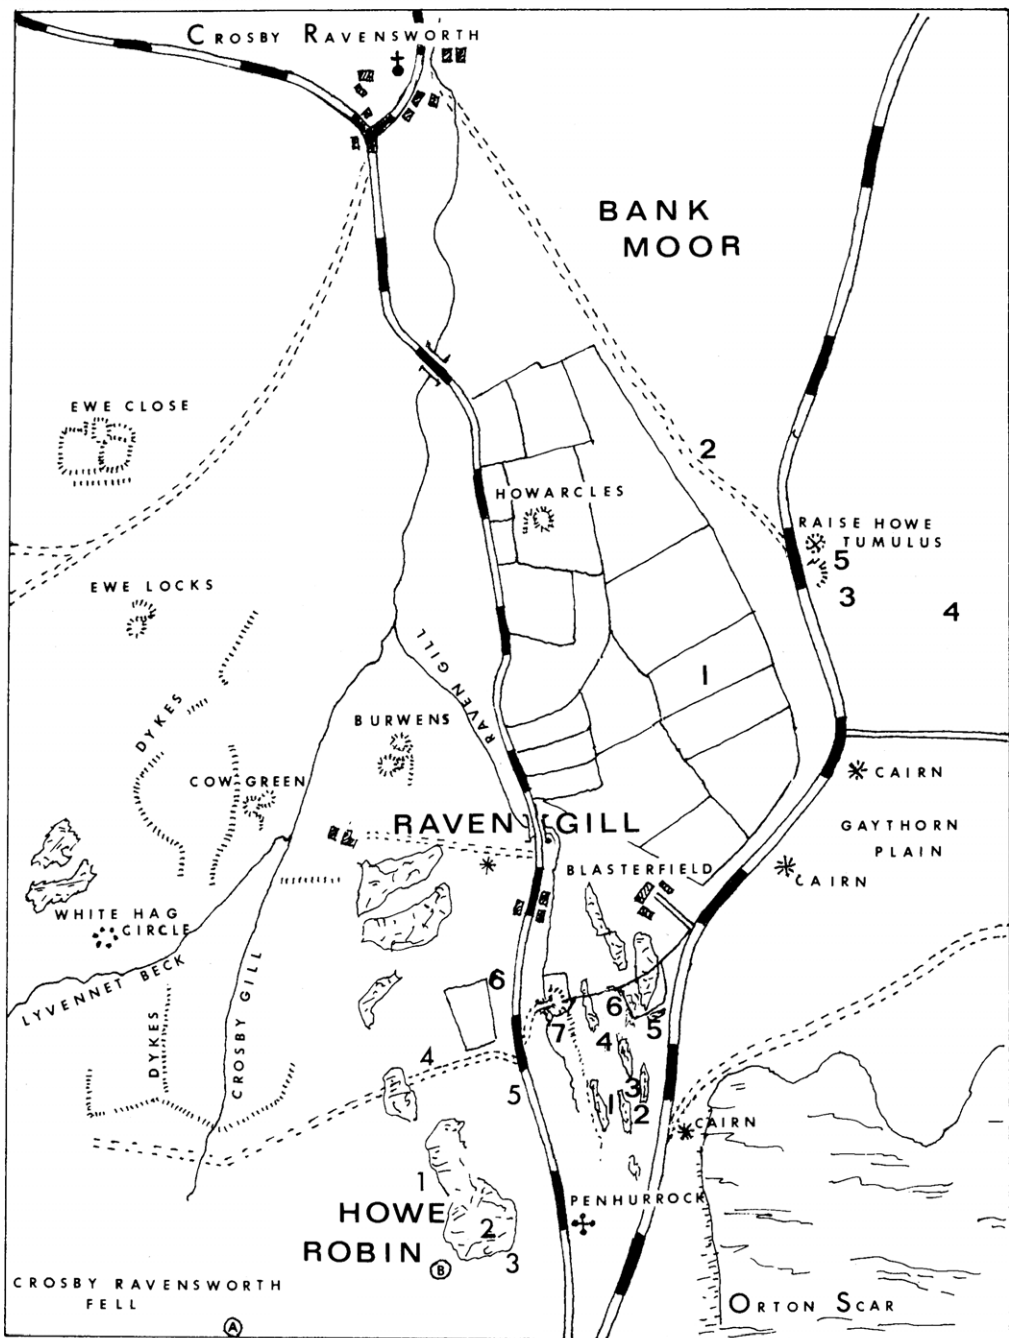 CROSBY RAVENSWORTH
BANK
MOOR
EWE CLOSE
2
HOWARCLES
RAISE HOWE
TUMULUS
5
3
4
EWE LOCKS
RAVEN GILL
1
DYKES
BURWENS
COW GREEN
CAIRN
RAVEN GILL
GAYTHORN
PLAIN
BLASTERFIELD
CAIRN
WHITE HAG
GIRCLE
LYVENNET BECK
CROSBY GILL
DYKES
6
7
6
5
4
4
5
3
1
2
CAIRN
1
PENHURROCK
HOWE
ROBIN
2
3
B
CROSBY RAVENSWORTH
FELL
A
ORTON SCAR